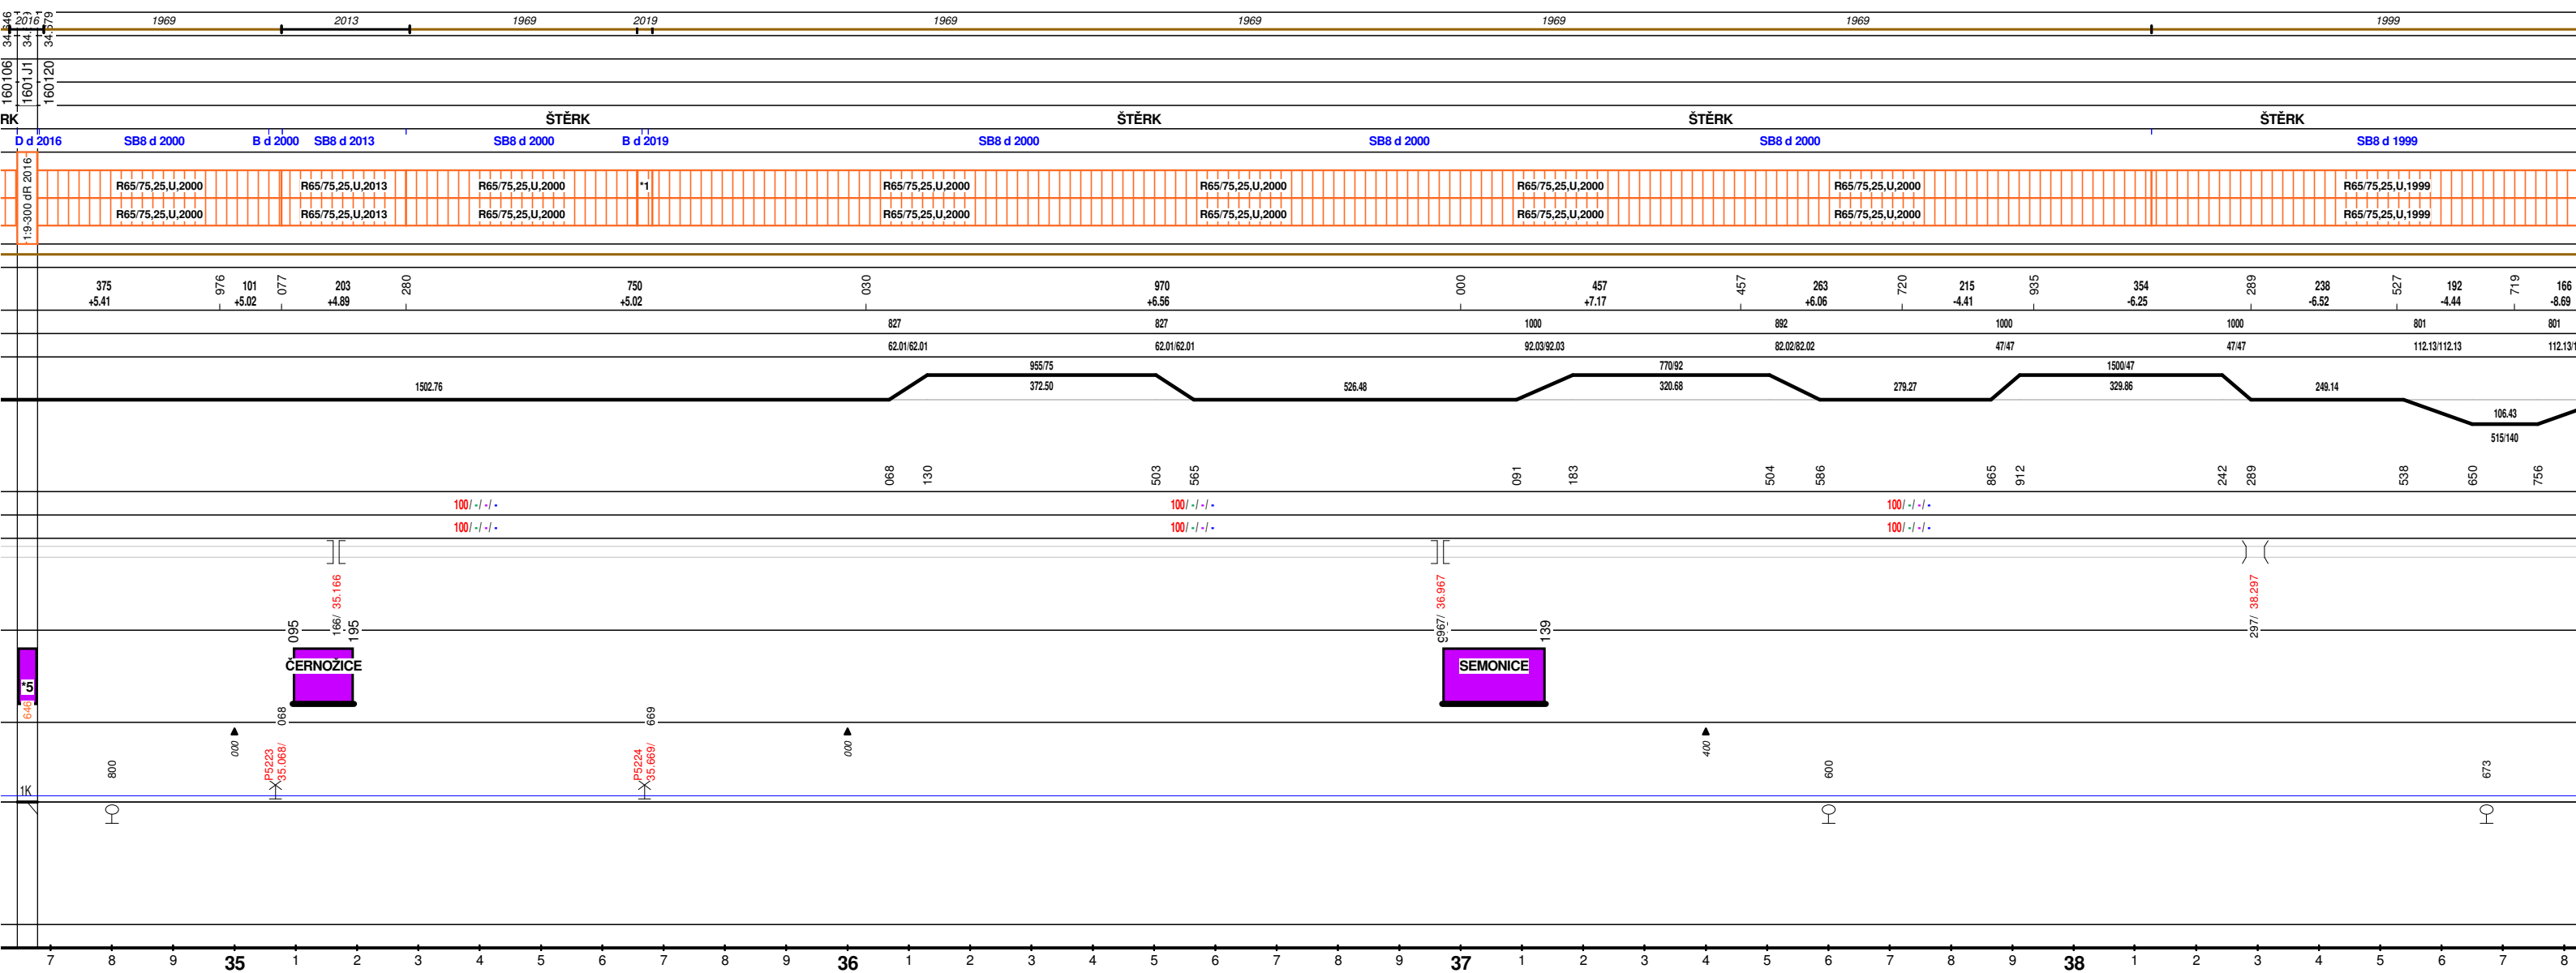 2016 1969 2013 1969 2019 1969 1969 1969 1969 1999
160106 1601J1 160120
RK ŠTĚRK ŠTĚRK ŠTĚRK ŠTĚRK
D d 2016 SB8 d 2000 B d 2000 SB8 d 2013 SB8 d 2000 B d 2019 SB8 d 2000 SB8 d 2000 SB8 d 2000 SB8 d 1999
1:9-300 dR 2016
R65/75,25,U,2000 R65/75,25,U,2013 R65/75,25,U,2000 *1 R65/75,25,U,2000 R65/75,25,U,2000 R65/75,25,U,2000 R65/75,25,U,2000 R65/75,25,U,1999
R65/75,25,U,2000 R65/75,25,U,2013 R65/75,25,U,2000 R65/75,25,U,2000 R65/75,25,U,2000 R65/75,25,U,2000 R65/75,25,U,2000 R65/75,25,U,1999
375 976 101 077 203 280 750 030 970 000 457 457 263 720 215 935 354 289 238 527 192 719 166
+5.41 +5.02 +4.89 +5.02 +6.56 +7.17 +6.06 -4.41 -6.25 -6.52 -4.44 -8.69
827 827 1000 892 1000 1000 801 801
62.01/62.01 62.01/62.01 92.03/92.03 82.02/82.02 47/47 47/47 112.13/112.13 112.13/1
955/75 770/92 1500/47
1502.76 372.50 526.48 320.68 279.27 329.86 249.14
106.43
515/140
068 130 503 565 091 183 504 586 865 912 242 289 538 650 756
100/ -/ -/ - 100/ -/ -/ - 100/ -/ -/ -
100/ -/ -/ - 100/ -/ -/ - 100/ -/ -/ -
166/ 35.166 967/ 36.967 297/ 38.297
095 195 139
ČERNOŽICE SEMONICE
*5
646
068 669
000 000 400
P5223 35.068/ P5224 35.669/
800 600 673
1K
7 8 9 35 1 2 3 4 5 6 7 8 9 36 1 2 3 4 5 6 7 8 9 37 1 2 3 4 5 6 7 8 9 38 1 2 3 4 5 6 7 8